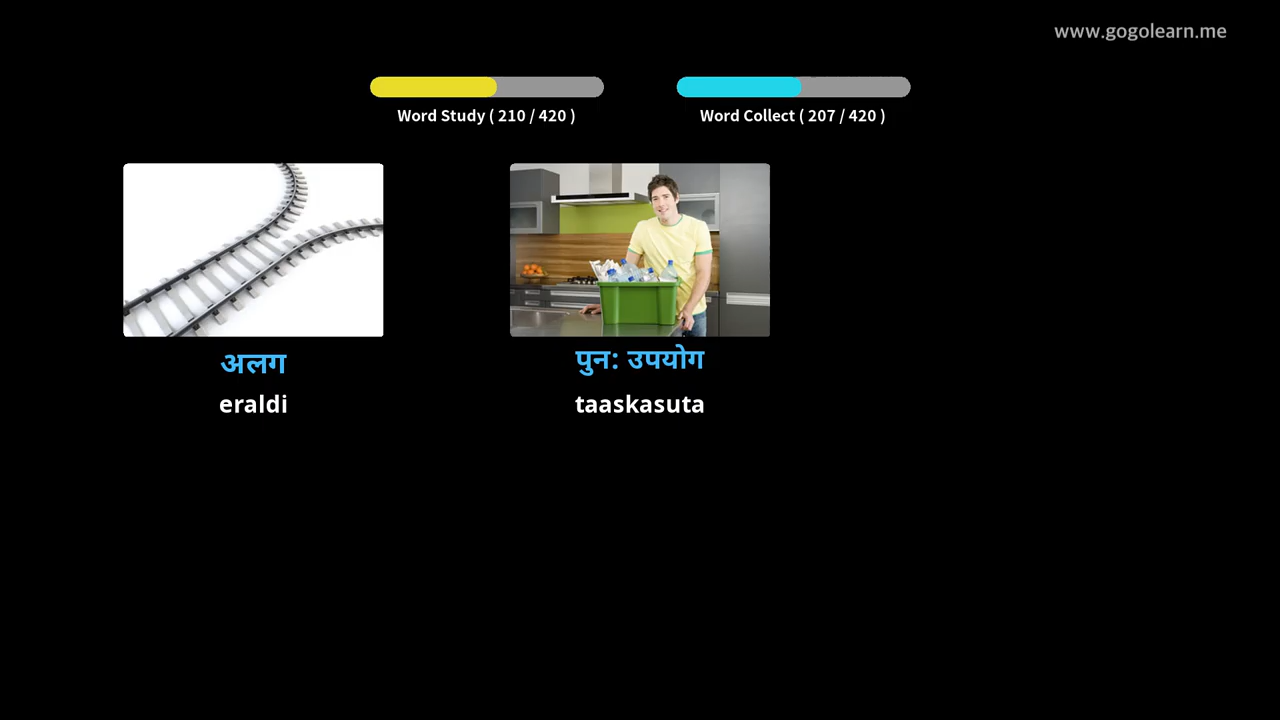 www.gogolearn.me
Word Study ( 210 / 420 )
Word Collect ( 207 / 420 )
अलग
eraldi
पुन: उपयोग
taaskasuta